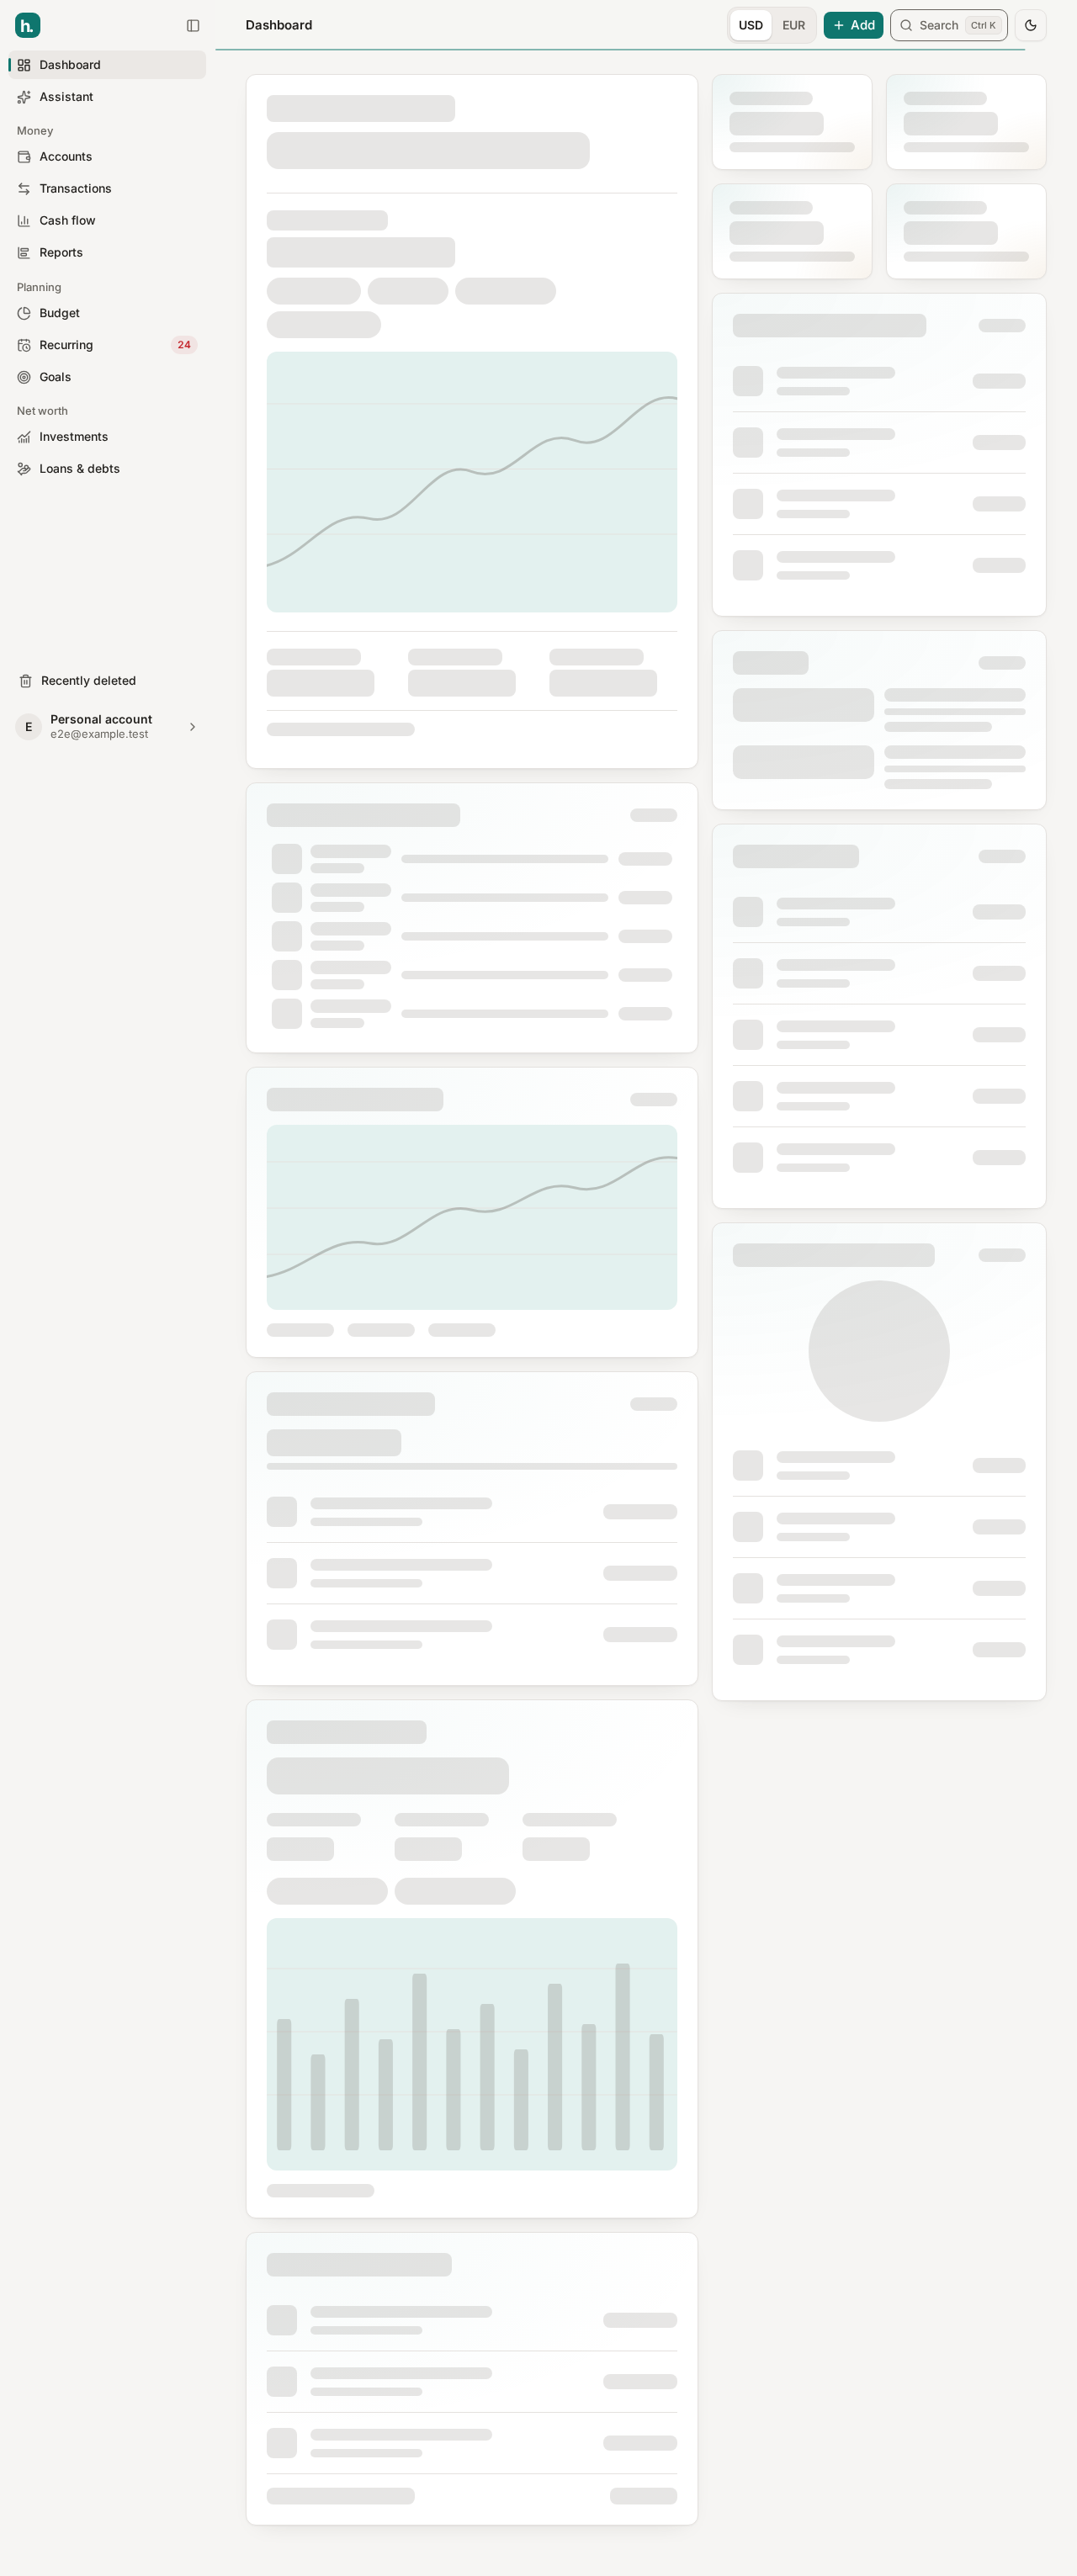 h.
Dashboard
Assistant
Money
Accounts
Transactions
Cash flow
Reports
Planning
Budget
Recurring 24
Goals
Net worth
Investments
Loans & debts
Recently deleted
E
Personal account
e2e@example.test
Dashboard
USD EUR
Add
Search Ctrl K